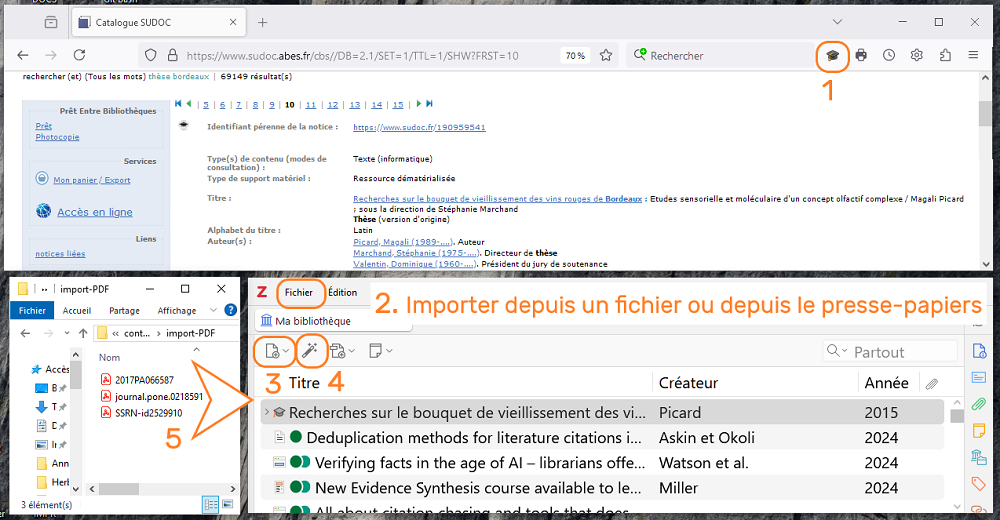 Catalogue SUDOC
https://www.sudoc.abes.fr/cbs//DB=2.1/SET=1/TTL=1/SHW?FRST=10
70 %
Rechercher
1
rechercher (et) (Tous les mots) thèse bordeaux | 69149 résultat(s)
Prêt Entre Bibliothèques
Prêt
Photocopie
Services
Mon panier / Export
Accès en ligne
Liens
notices liées
| 5 | 6 | 7 | 8 | 9 | 10 | 11 | 12 | 13 | 14 | 15 |
Identifiant pérenne de la notice :
https://www.sudoc.fr/190959541
Type(s) de contenu (modes de
consultation) :
Texte (informatique)
Type de support matériel :
Ressource dématérialisée
Titre :
Recherches sur le bouquet de vieillissement des vins rouges de Bordeaux : Etudes sensorielle et moléculaire d'un concept olfactif complexe / Magali Picard
; sous la direction de Stéphanie Marchand
Thèse (version d'origine)
Alphabet du titre :
Latin
Auteur(s) :
Picard, Magali (1989-....). Auteur
Marchand, Stéphanie (1975-....). Directeur de thèse
Valentin, Dominique (1960-....). Président du jury de soutenance
import-PDF
Fichier
Accueil
Partage
Affichage
« cont... > import-PDF
Nom
Accès
Ann
Herb
2017PA066587
journal.pone.0218591
SSRN-id2529910
5
3 élément(s)
Z
Fichier
Édition
2. Importer depuis un fichier ou depuis le presse-papiers
Ma bibliothèque
Partout
3
4
Titre
Créateur
Année
Recherches sur le bouquet de vieillissement des vi...
Picard
2015
Deduplication methods for literature citations i...
Askin et Okoli
2024
Verifying facts in the age of AI – librarians offe...
Watson et al.
2024
New Evidence Synthesis course available to le...
Miller
2024
All about citation chasing and tools that does